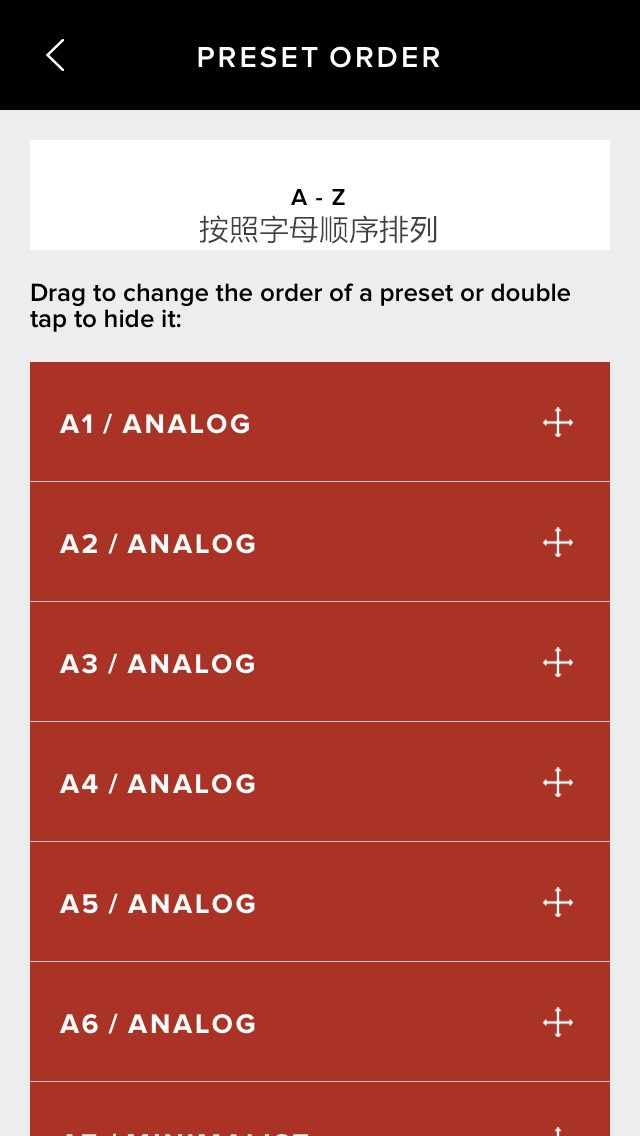 PRESET ORDER
A - Z
按照字母顺序排列
Drag to change the order of a preset or double
tap to hide it:
A1 / ANALOG
A2 / ANALOG
A3 / ANALOG
A4 / ANALOG
A5 / ANALOG
A6 / ANALOG